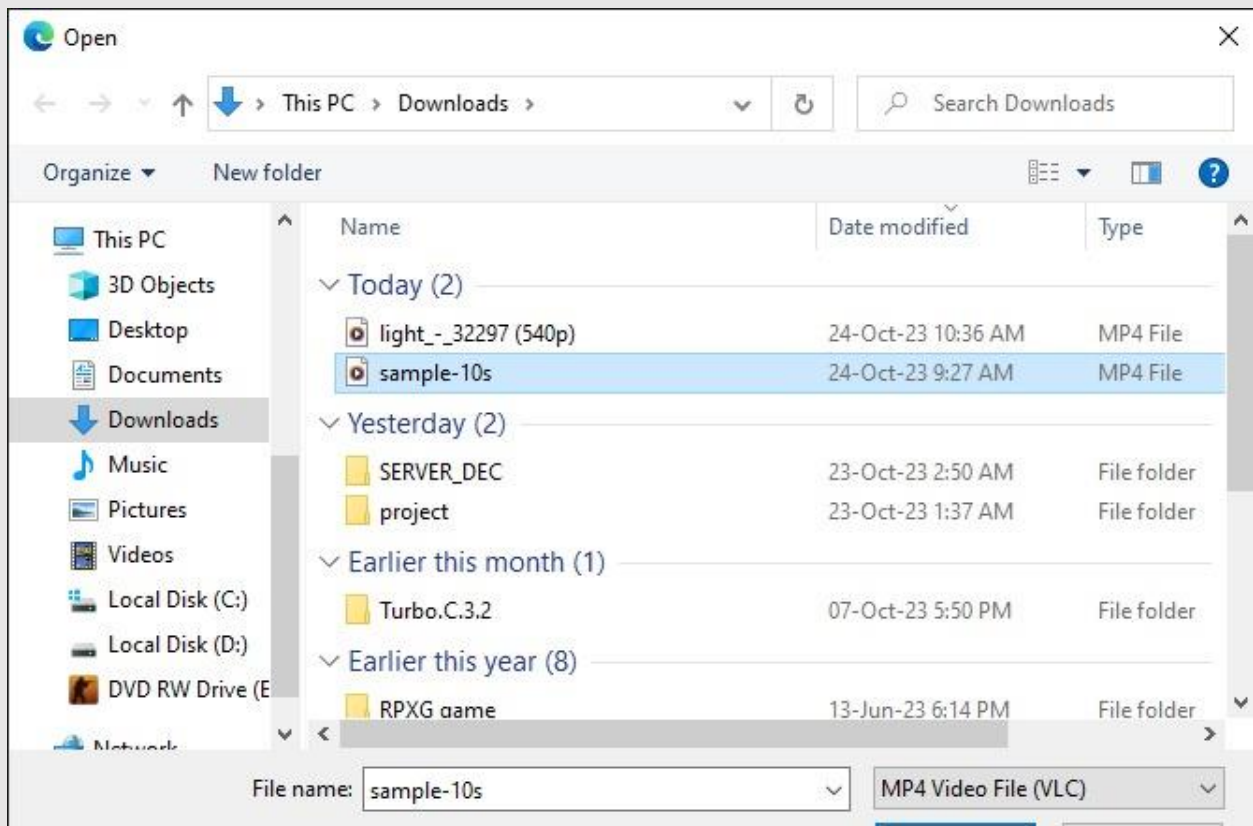 Open
This PC > Downloads >
Search Downloads
Organize
New folder
?
Name
Date modified
Type
This PC
3D Objects
Desktop
Documents
Downloads
Music
Pictures
Videos
Local Disk (C:)
Local Disk (D:)
DVD RW Drive (E
Network
Today (2)
light_-_32297 (540p) 24-Oct-23 10:36 AM MP4 File
sample-10s 24-Oct-23 9:27 AM MP4 File
Yesterday (2)
SERVER_DEC 23-Oct-23 2:50 AM File folder
project 23-Oct-23 1:37 AM File folder
Earlier this month (1)
Turbo.C.3.2 07-Oct-23 5:50 PM File folder
Earlier this year (8)
RPXG game 13-Jun-23 6:14 PM File folder
File name: sample-10s
MP4 Video File (VLC)